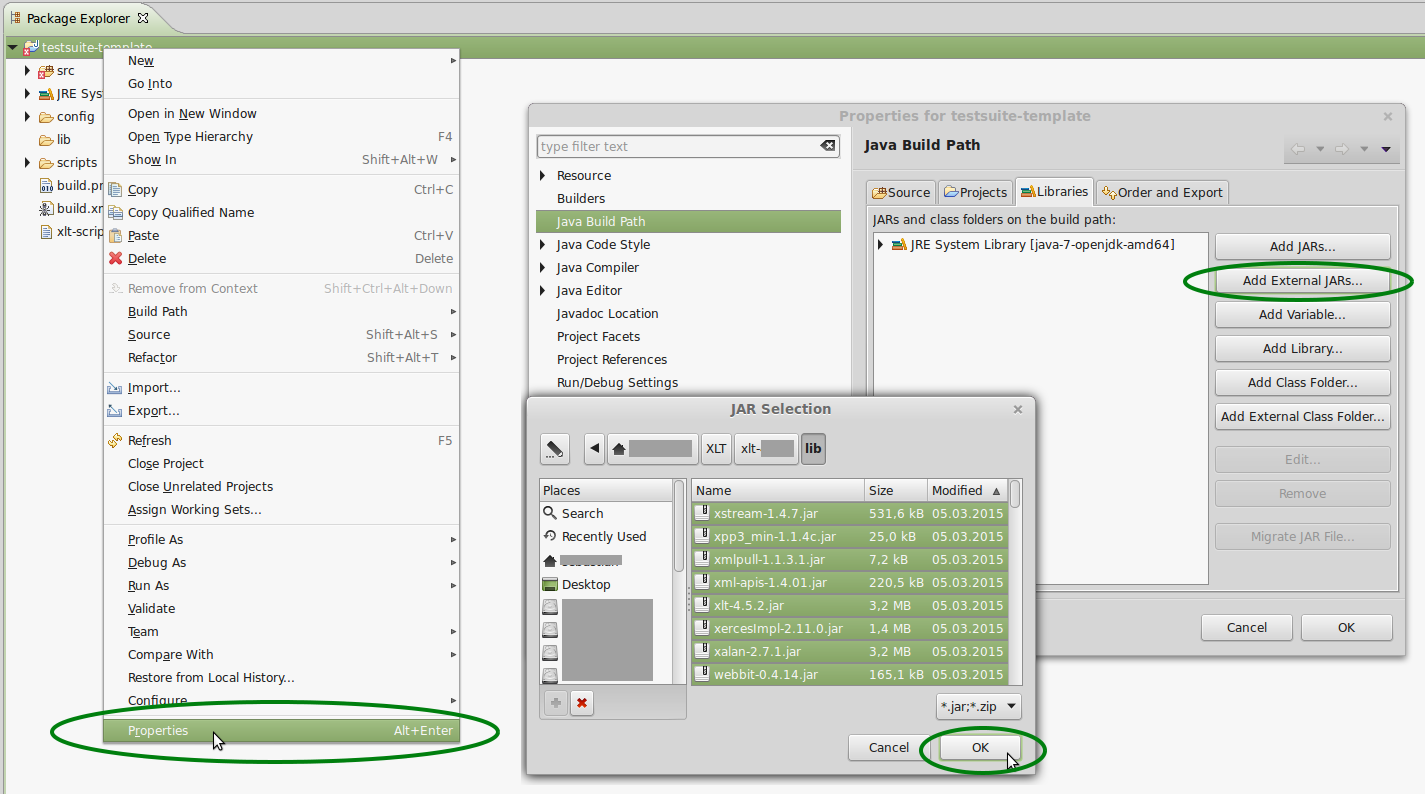 Package Explorer
testsuite-template
src
JRE Sys
config
lib
scripts
build.pr
build.xm
xlt-scrip
New
Go Into
Open in New Window
Open Type Hierarchy F4
Show In Shift+Alt+W
Copy Ctrl+C
Copy Qualified Name
Paste Ctrl+V
Delete Delete
Remove from Context Shift+Ctrl+Alt+Down
Build Path
Source Shift+Alt+S
Refactor Shift+Alt+T
Import...
Export...
Refresh F5
Close Project
Close Unrelated Projects
Assign Working Sets...
Profile As
Debug As
Run As
Validate
Team
Compare With
Restore from Local History...
Configure
Properties Alt+Enter
Properties for testsuite-template
type filter text
Resource
Builders
Java Build Path
Java Code Style
Java Compiler
Java Editor
Javadoc Location
Project Facets
Project References
Run/Debug Settings
Java Build Path
Source Projects Libraries Order and Export
JARs and class folders on the build path:
JRE System Library [java-7-openjdk-amd64]
Add JARs...
Add External JARs...
Add Variable...
Add Library...
Add Class Folder...
Add External Class Folder...
Edit...
Remove
Migrate JAR File...
Cancel OK
JAR Selection
XLT xlt- lib
Places
Search
Recently Used
Desktop
Name Size Modified
xstream-1.4.7.jar 531,6 kB 05.03.2015
xpp3_min-1.1.4c.jar 25,0 kB 05.03.2015
xmlpull-1.1.3.1.jar 7,2 kB 05.03.2015
xml-apis-1.4.01.jar 220,5 kB 05.03.2015
xlt-4.5.2.jar 3,2 MB 05.03.2015
xercesImpl-2.11.0.jar 1,4 MB 05.03.2015
xalan-2.7.1.jar 3,2 MB 05.03.2015
webbit-0.4.14.jar 165,1 kB 05.03.2015
*.jar;*.zip
Cancel OK